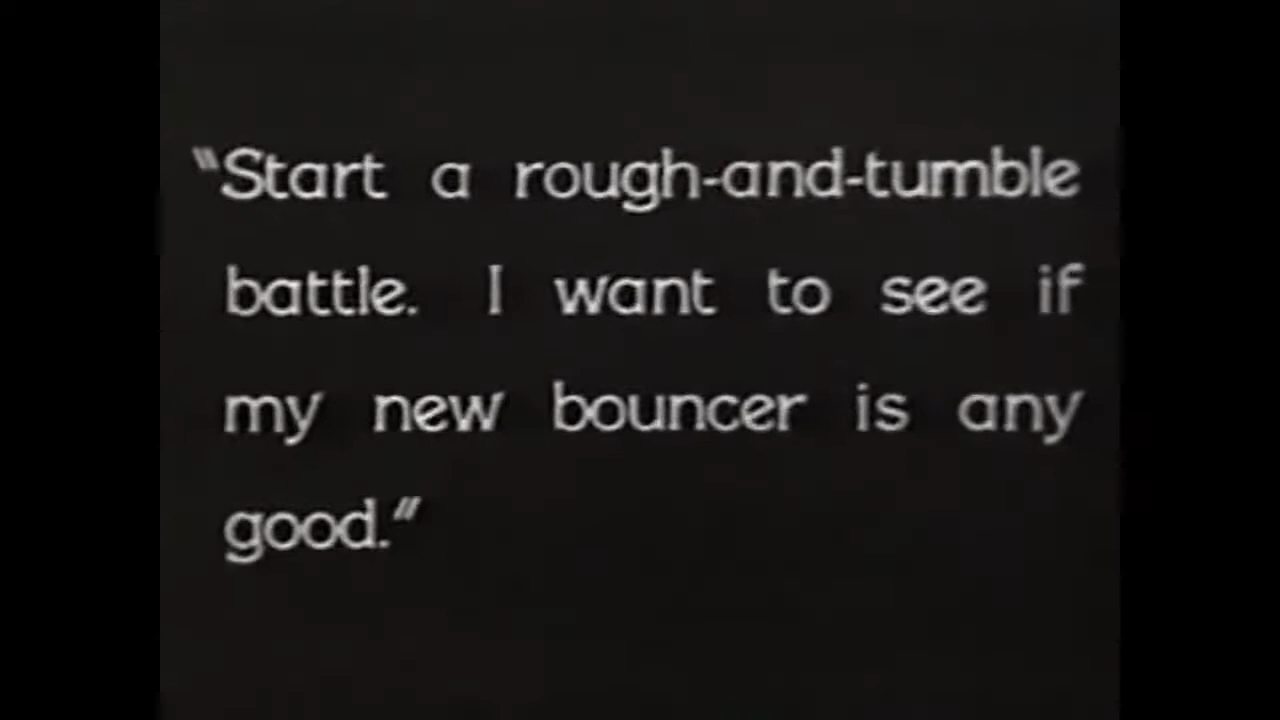 "Start a rough-and-tumble
battle. I want to see if
my new bouncer is any
good."